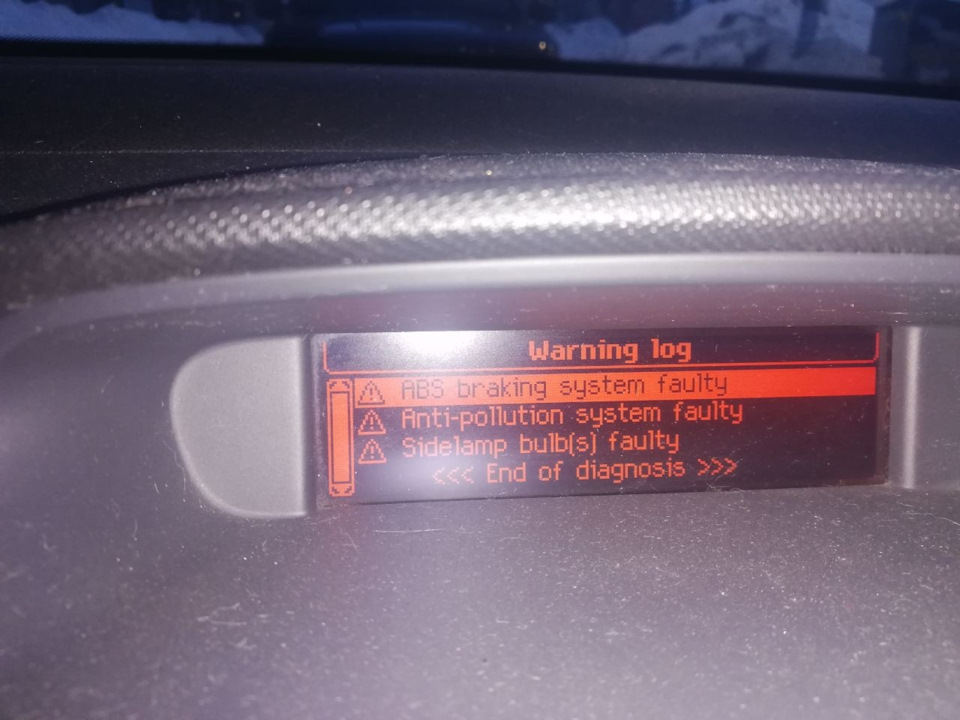 Warning log
ABS braking system faulty
Anti-pollution system faulty
Sidelamp bulb(s) faulty
<<< End of diagnosis >>>